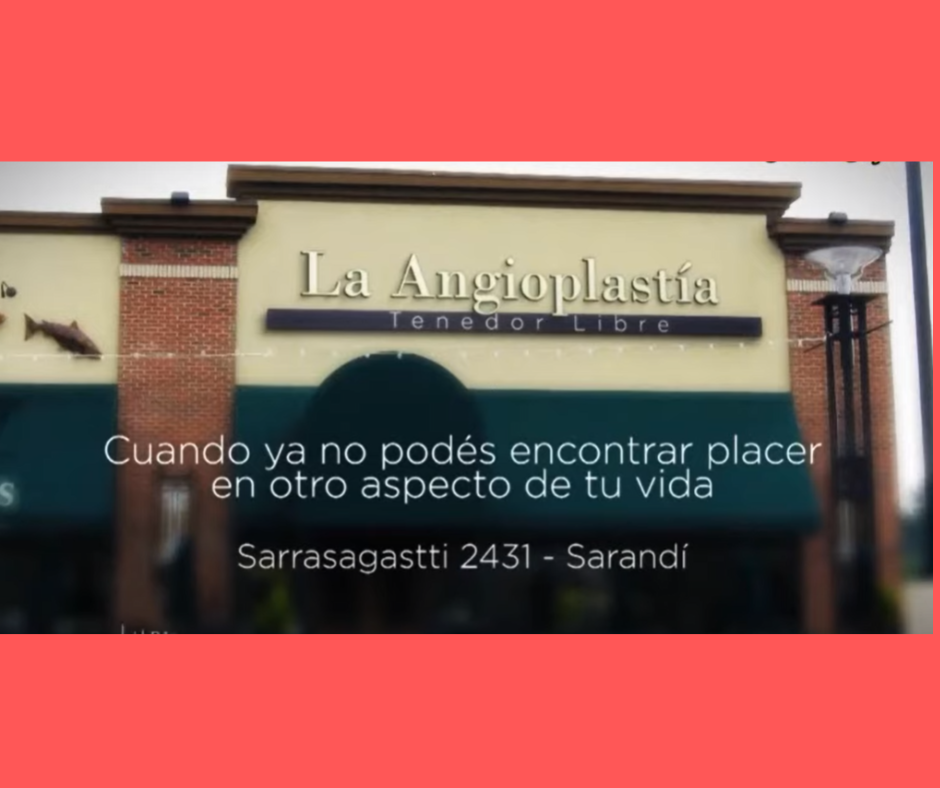 La Angioplastía
Tenedor Libre
Cuando ya no podés encontrar placer
en otro aspecto de tu vida
Sarrasagastti 2431 - Sarandí